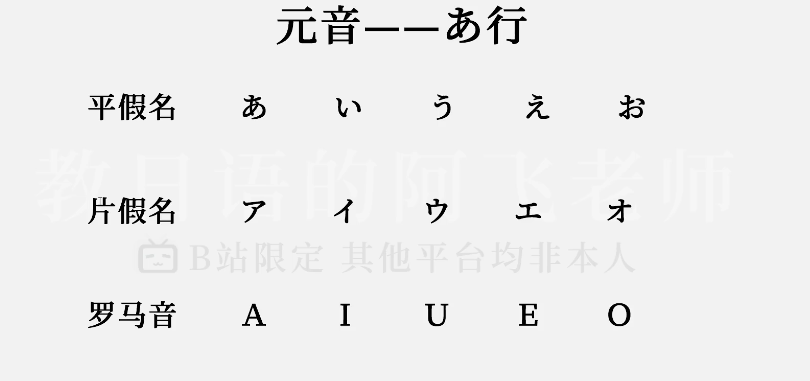 元音——あ行
平假名 あ い う え お
教日语的阿飞老师
片假名 ア イ ウ エ オ
B站限定 其他平台均非本人
罗马音 A I U E O